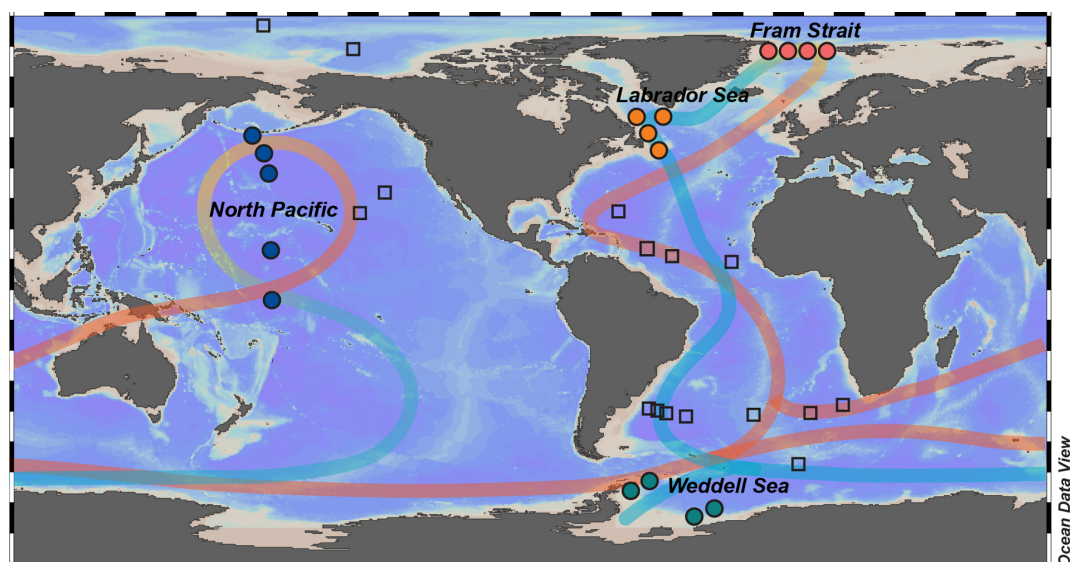 Fram Strait
Labrador Sea
North Pacific
Weddell Sea
Ocean Data View